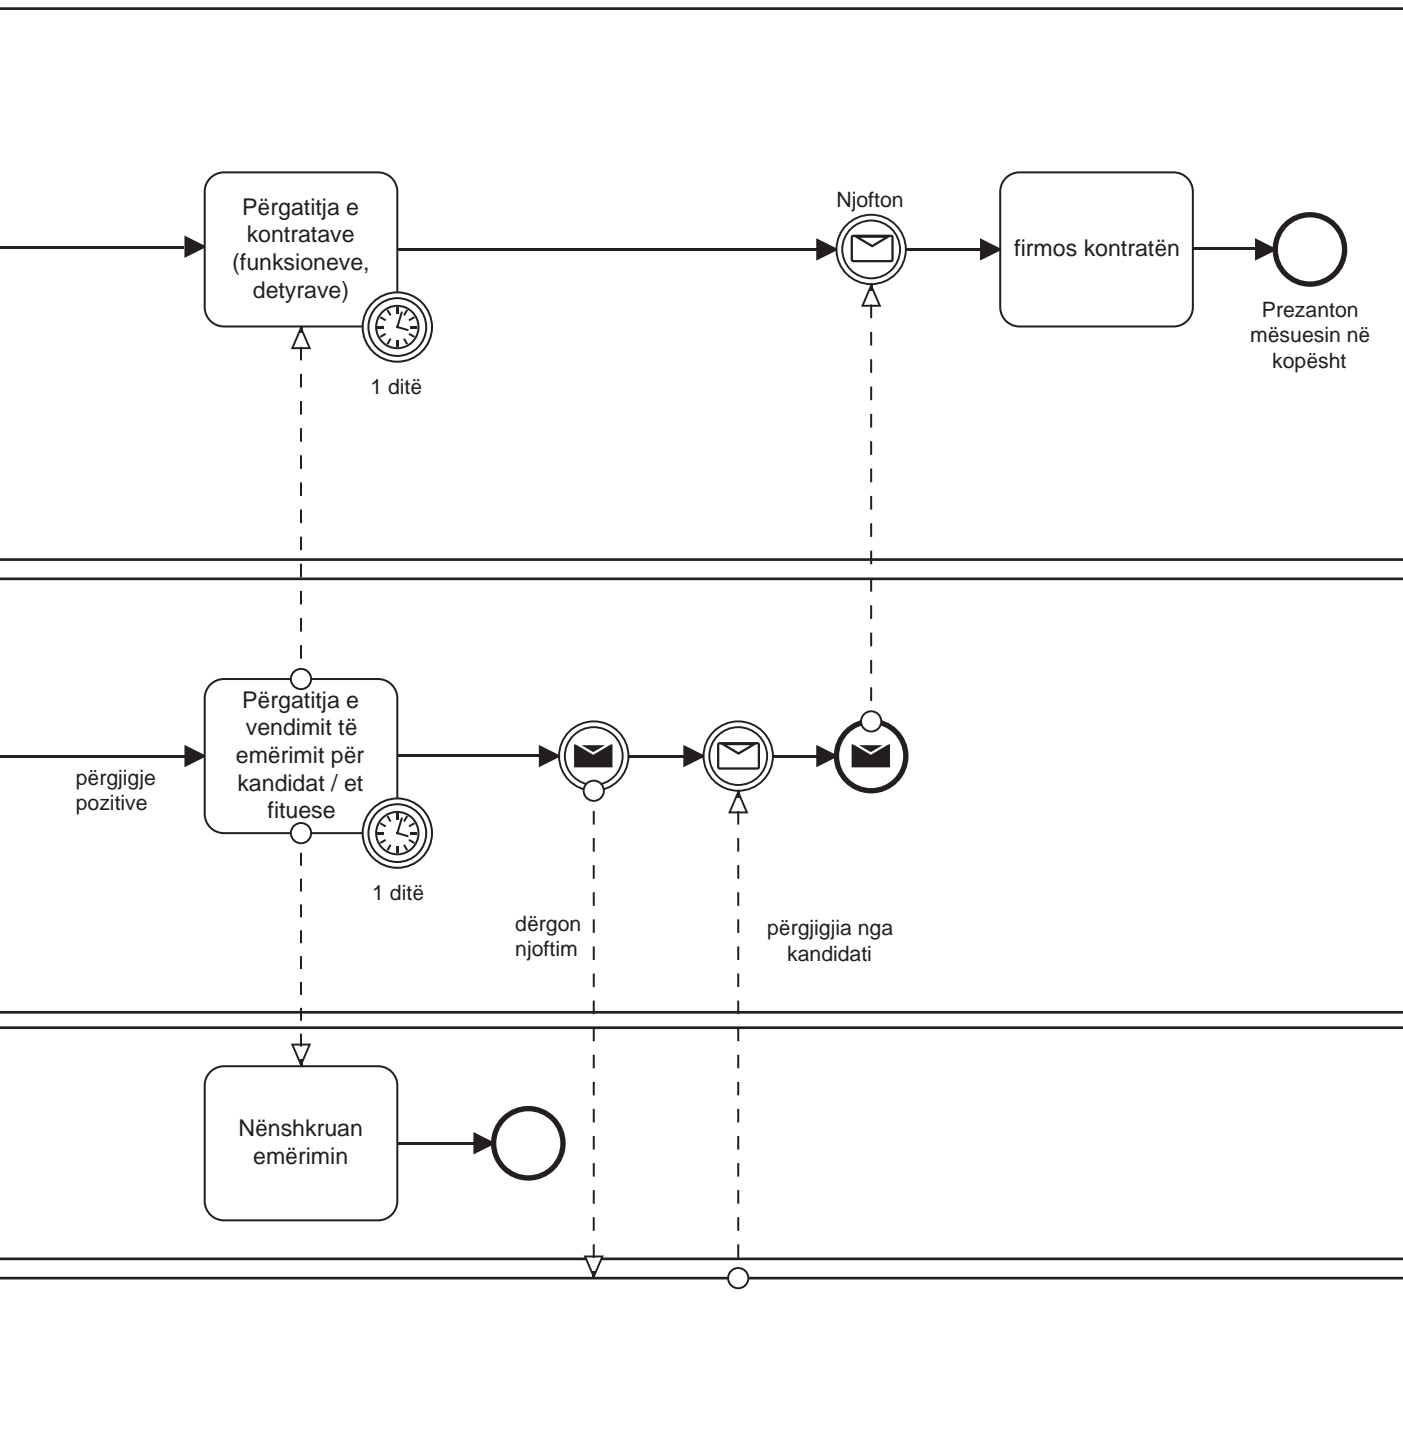 Përgatitja e
kontratave
(funksioneve,
detyrave)
1 ditë
Njofton
firmos kontratën
Prezanton
mësuesin në
kopësht
përgjigje
pozitive
Përgatitja e
vendimit të
emërimit për
kandidat / et
fituese
1 ditë
dërgon
njoftim
përgjigjia nga
kandidati
Nënshkruan
emërimin